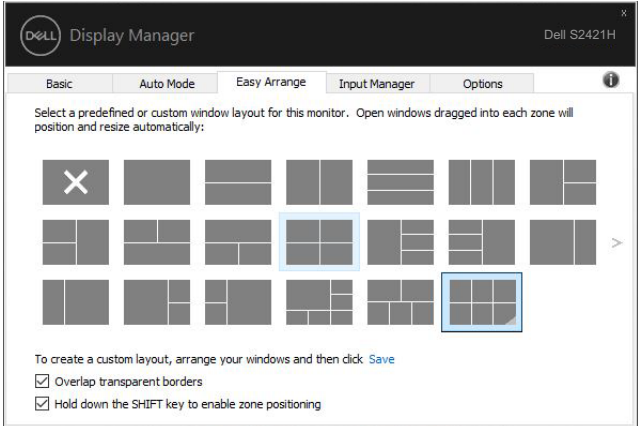 x
DELL Display Manager
Dell S2421H
Basic Auto Mode Easy Arrange Input Manager Options
Select a predefined or custom window layout for this monitor. Open windows dragged into each zone will
position and resize automatically:
>
To create a custom layout, arrange your windows and then click Save
Overlap transparent borders
Hold down the SHIFT key to enable zone positioning